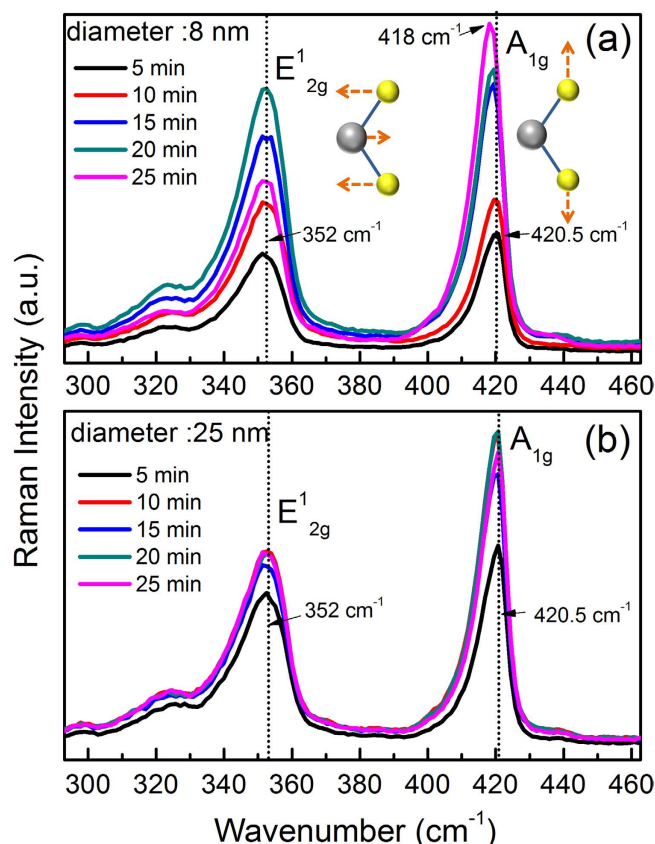 Raman Intensity (a.u.)
diameter :8 nm
(a)
5 min
10 min
15 min
20 min
25 min
E¹
2g
418 cm⁻¹
A1g
352 cm⁻¹
420.5 cm⁻¹
300 320 340 360 380 400 420 440 460
diameter :25 nm
(b)
5 min
10 min
15 min
20 min
25 min
E¹2g
A1g
352 cm⁻¹
420.5 cm⁻¹
300 320 340 360 380 400 420 440 460
Wavenumber (cm⁻¹)